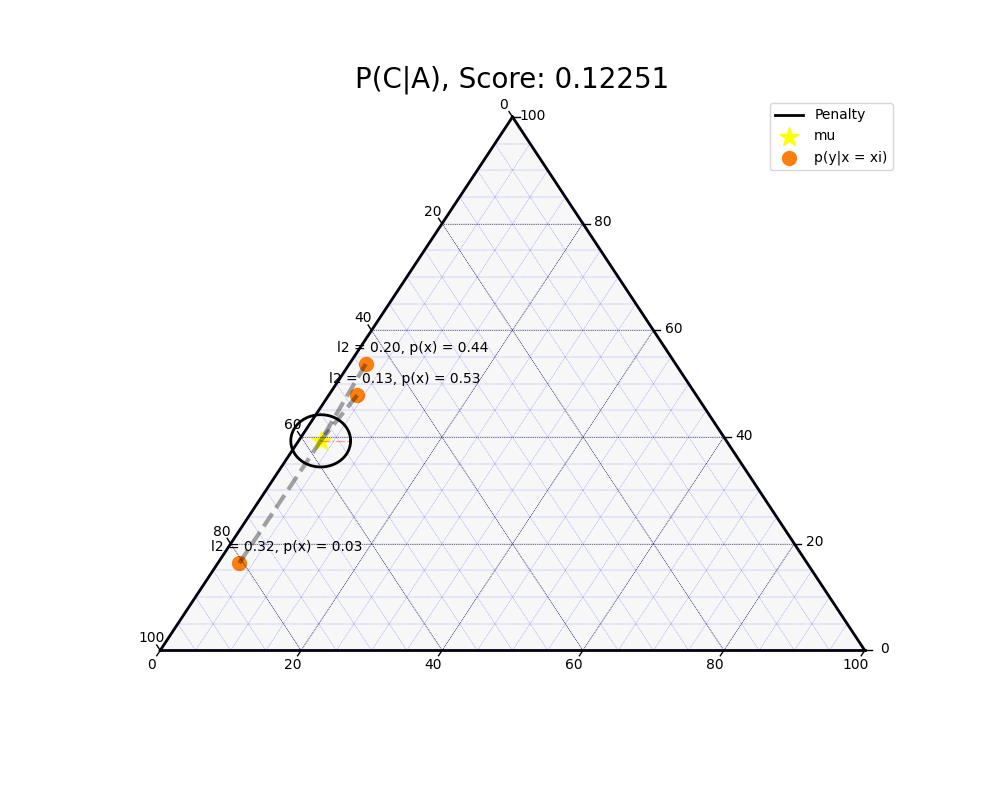 P(C|A), Score: 0.12251
0
100
Penalty
mu
p(y|x = xi)
20
80
40
60
l2 = 0.20, p(x) = 0.44
l2 = 0.13, p(x) = 0.53
60
40
80
20
l2 = 0.32, p(x) = 0.03
100
0
0
20
40
60
80
100